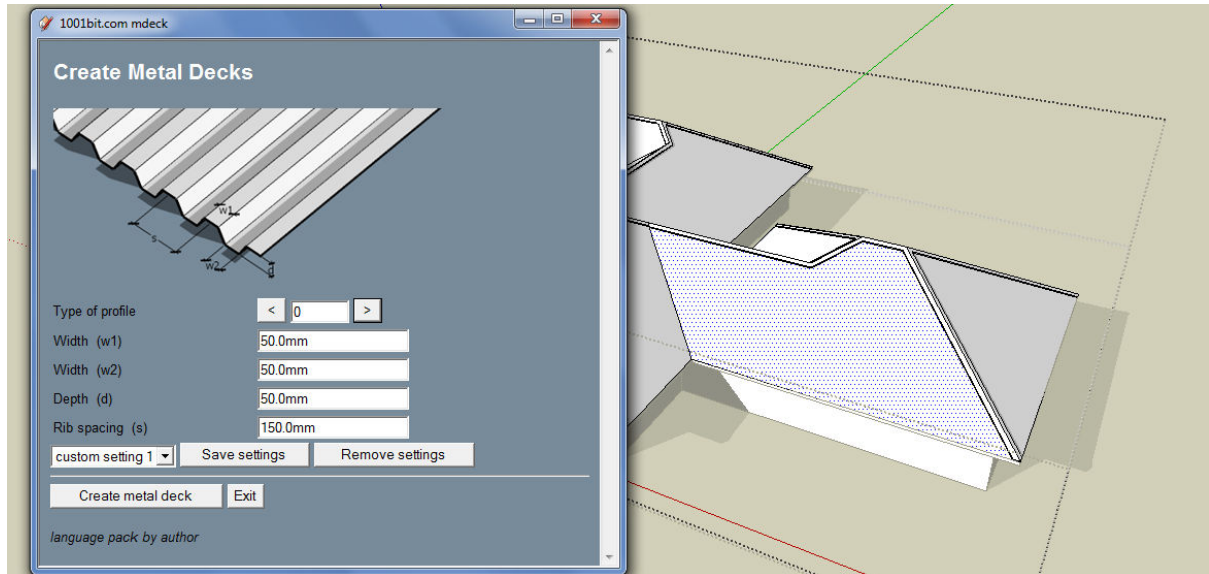 1001bit.com mdeck
Create Metal Decks
w1
s
w2
d
Type of profile < 0 >
Width (w1) 50.0mm
Width (w2) 50.0mm
Depth (d) 50.0mm
Rib spacing (s) 150.0mm
custom setting 1 Save settings Remove settings
Create metal deck Exit
language pack by author